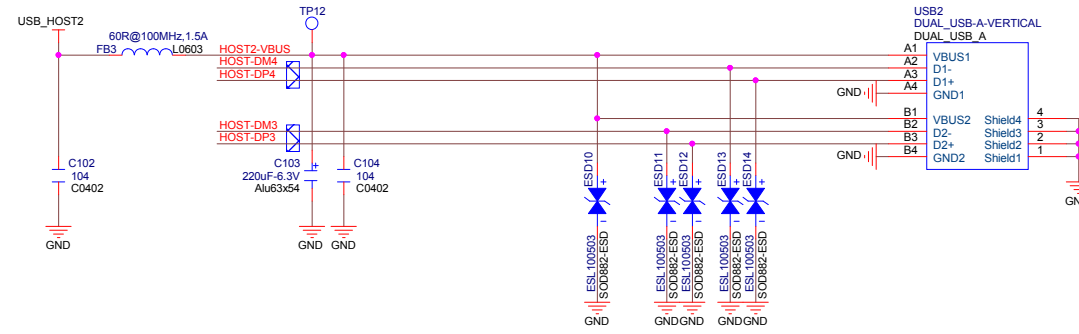 USB_HOST2
TP12
USB2
DUAL_USB-A-VERTICAL
DUAL_USB_A
60R@100MHz,1.5A
FB3
L0603
HOST2-VBUS
HOST-DM4
HOST-DP4
HOST-DM3
HOST-DP3
A1
A2
A3
A4
B1
B2
B3
B4
VBUS1
D1-
D1+
GND1
VBUS2
D2-
D2+
GND2
Shield4
Shield3
Shield2
Shield1
4
3
2
1
GND
GND
C102
104
C0402
GND
C103
220uF-6.3V
Alu63x54
+
GND
C104
104
C0402
GND
ESD10
+
−
ESL100503
SOD882-ESD
GND
ESD11
+
−
ESL100503
SOD882-ESD
GND
ESD12
+
−
ESL100503
SOD882-ESD
GND
ESD13
+
−
ESL100503
SOD882-ESD
GND
ESD14
+
−
ESL100503
SOD882-ESD
GND